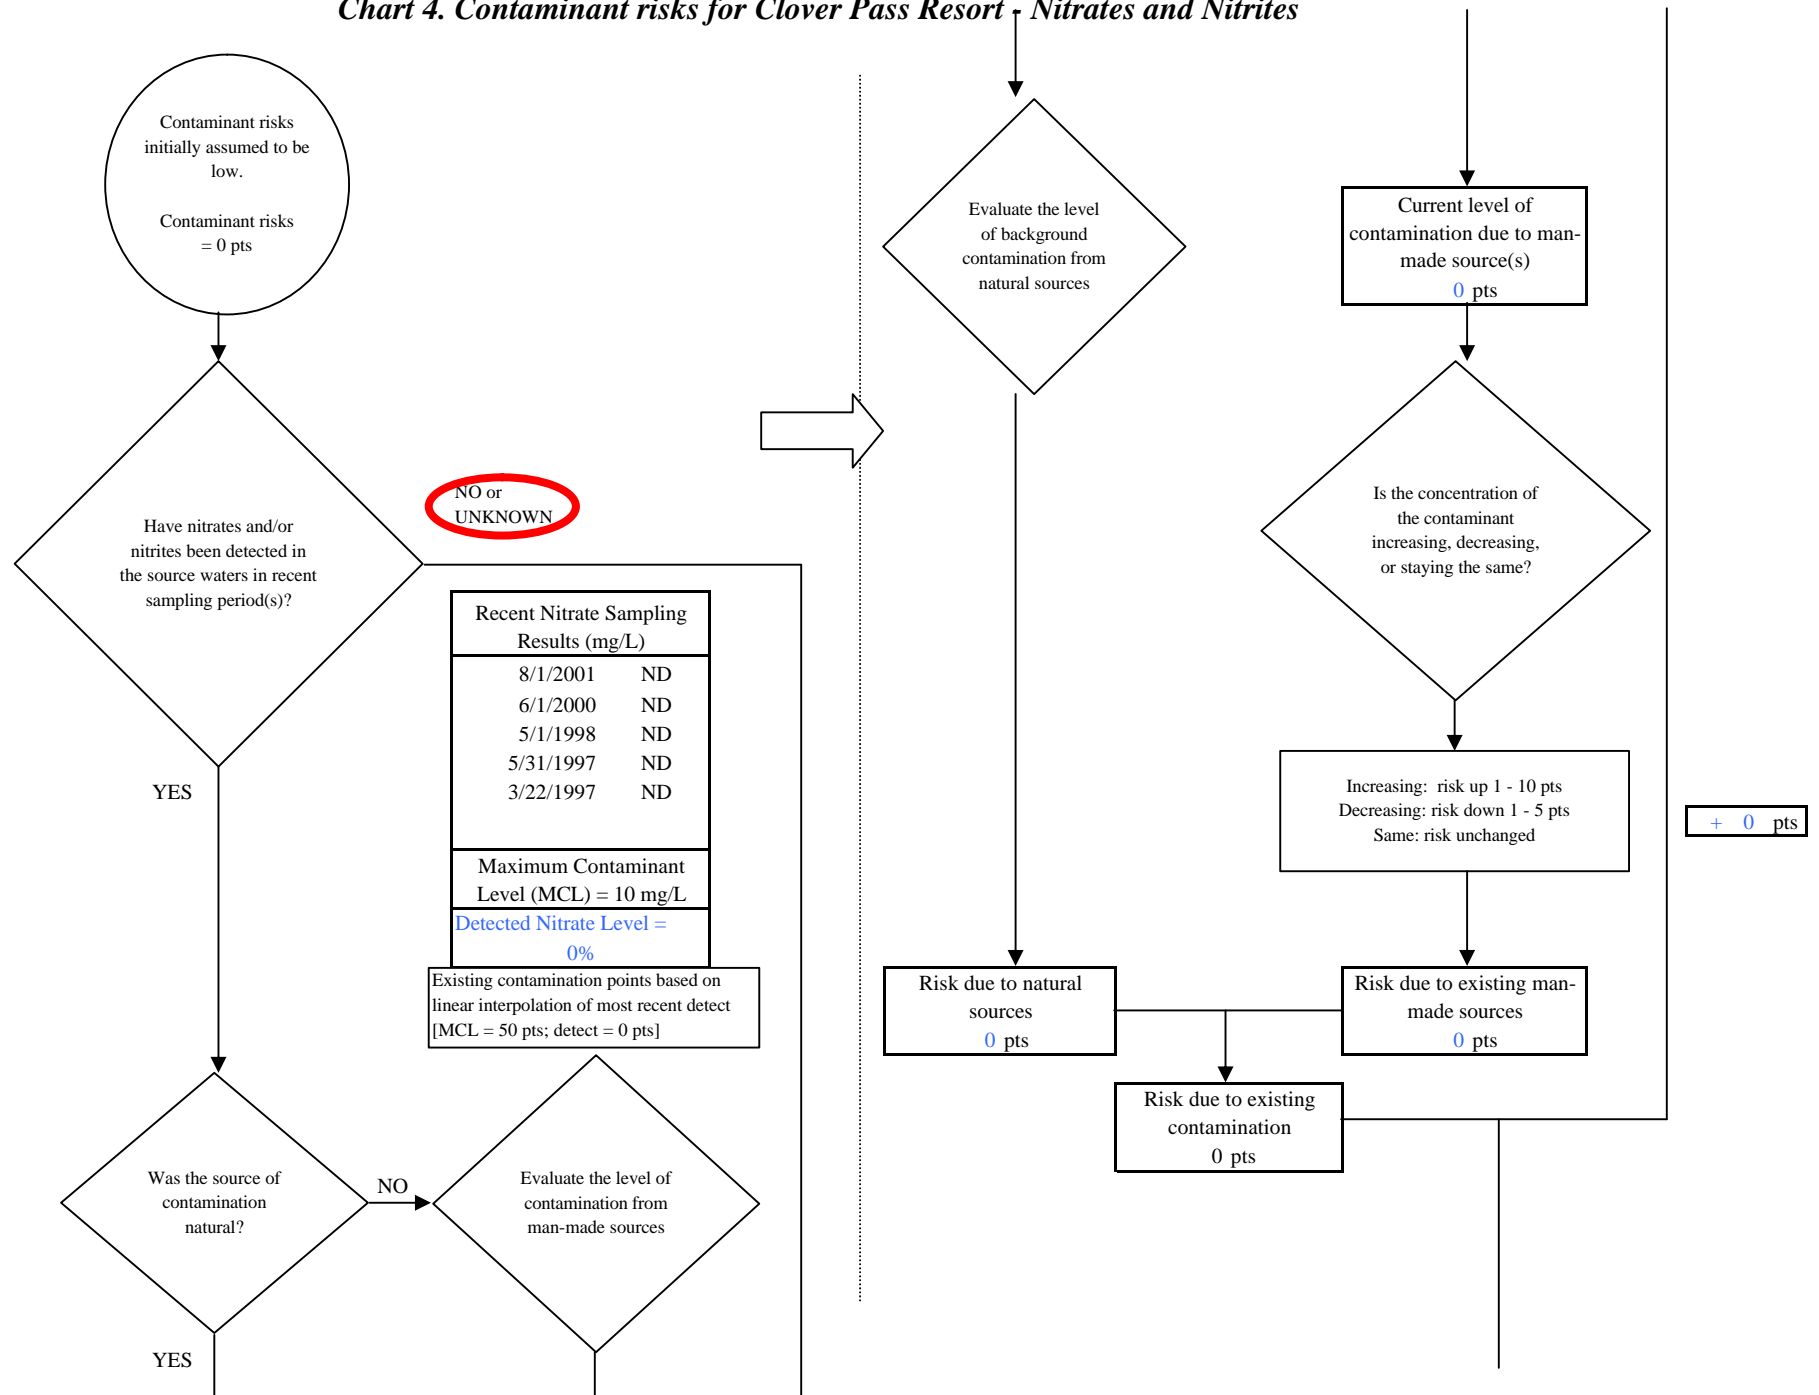 Chart 4. Contaminant risks for Clover Pass Resort - Nitrates and Nitrites
Contaminant risks
initially assumed to be
low.
Contaminant risks
= 0 pts
Have nitrates and/or
nitrites been detected in
the source waters in recent
sampling period(s)?
NO or
UNKNOWN
YES
Recent Nitrate Sampling
Results (mg/L)
8/1/2001 ND
6/1/2000 ND
5/1/1998 ND
5/31/1997 ND
3/22/1997 ND
Maximum Contaminant
Level (MCL) = 10 mg/L
Detected Nitrate Level =
0%
Existing contamination points based on
linear interpolation of most recent detect
[MCL = 50 pts; detect = 0 pts]
Was the source of
contamination
natural?
NO
YES
Evaluate the level of
contamination from
man-made sources
Evaluate the level
of background
contamination from
natural sources
Current level of
contamination due to man-
made source(s)
0 pts
Is the concentration of
the contaminant
increasing, decreasing,
or staying the same?
Increasing: risk up 1 - 10 pts
Decreasing: risk down 1 - 5 pts
Same: risk unchanged
+ 0 pts
Risk due to natural
sources
0 pts
Risk due to existing man-
made sources
0 pts
Risk due to existing
contamination
0 pts